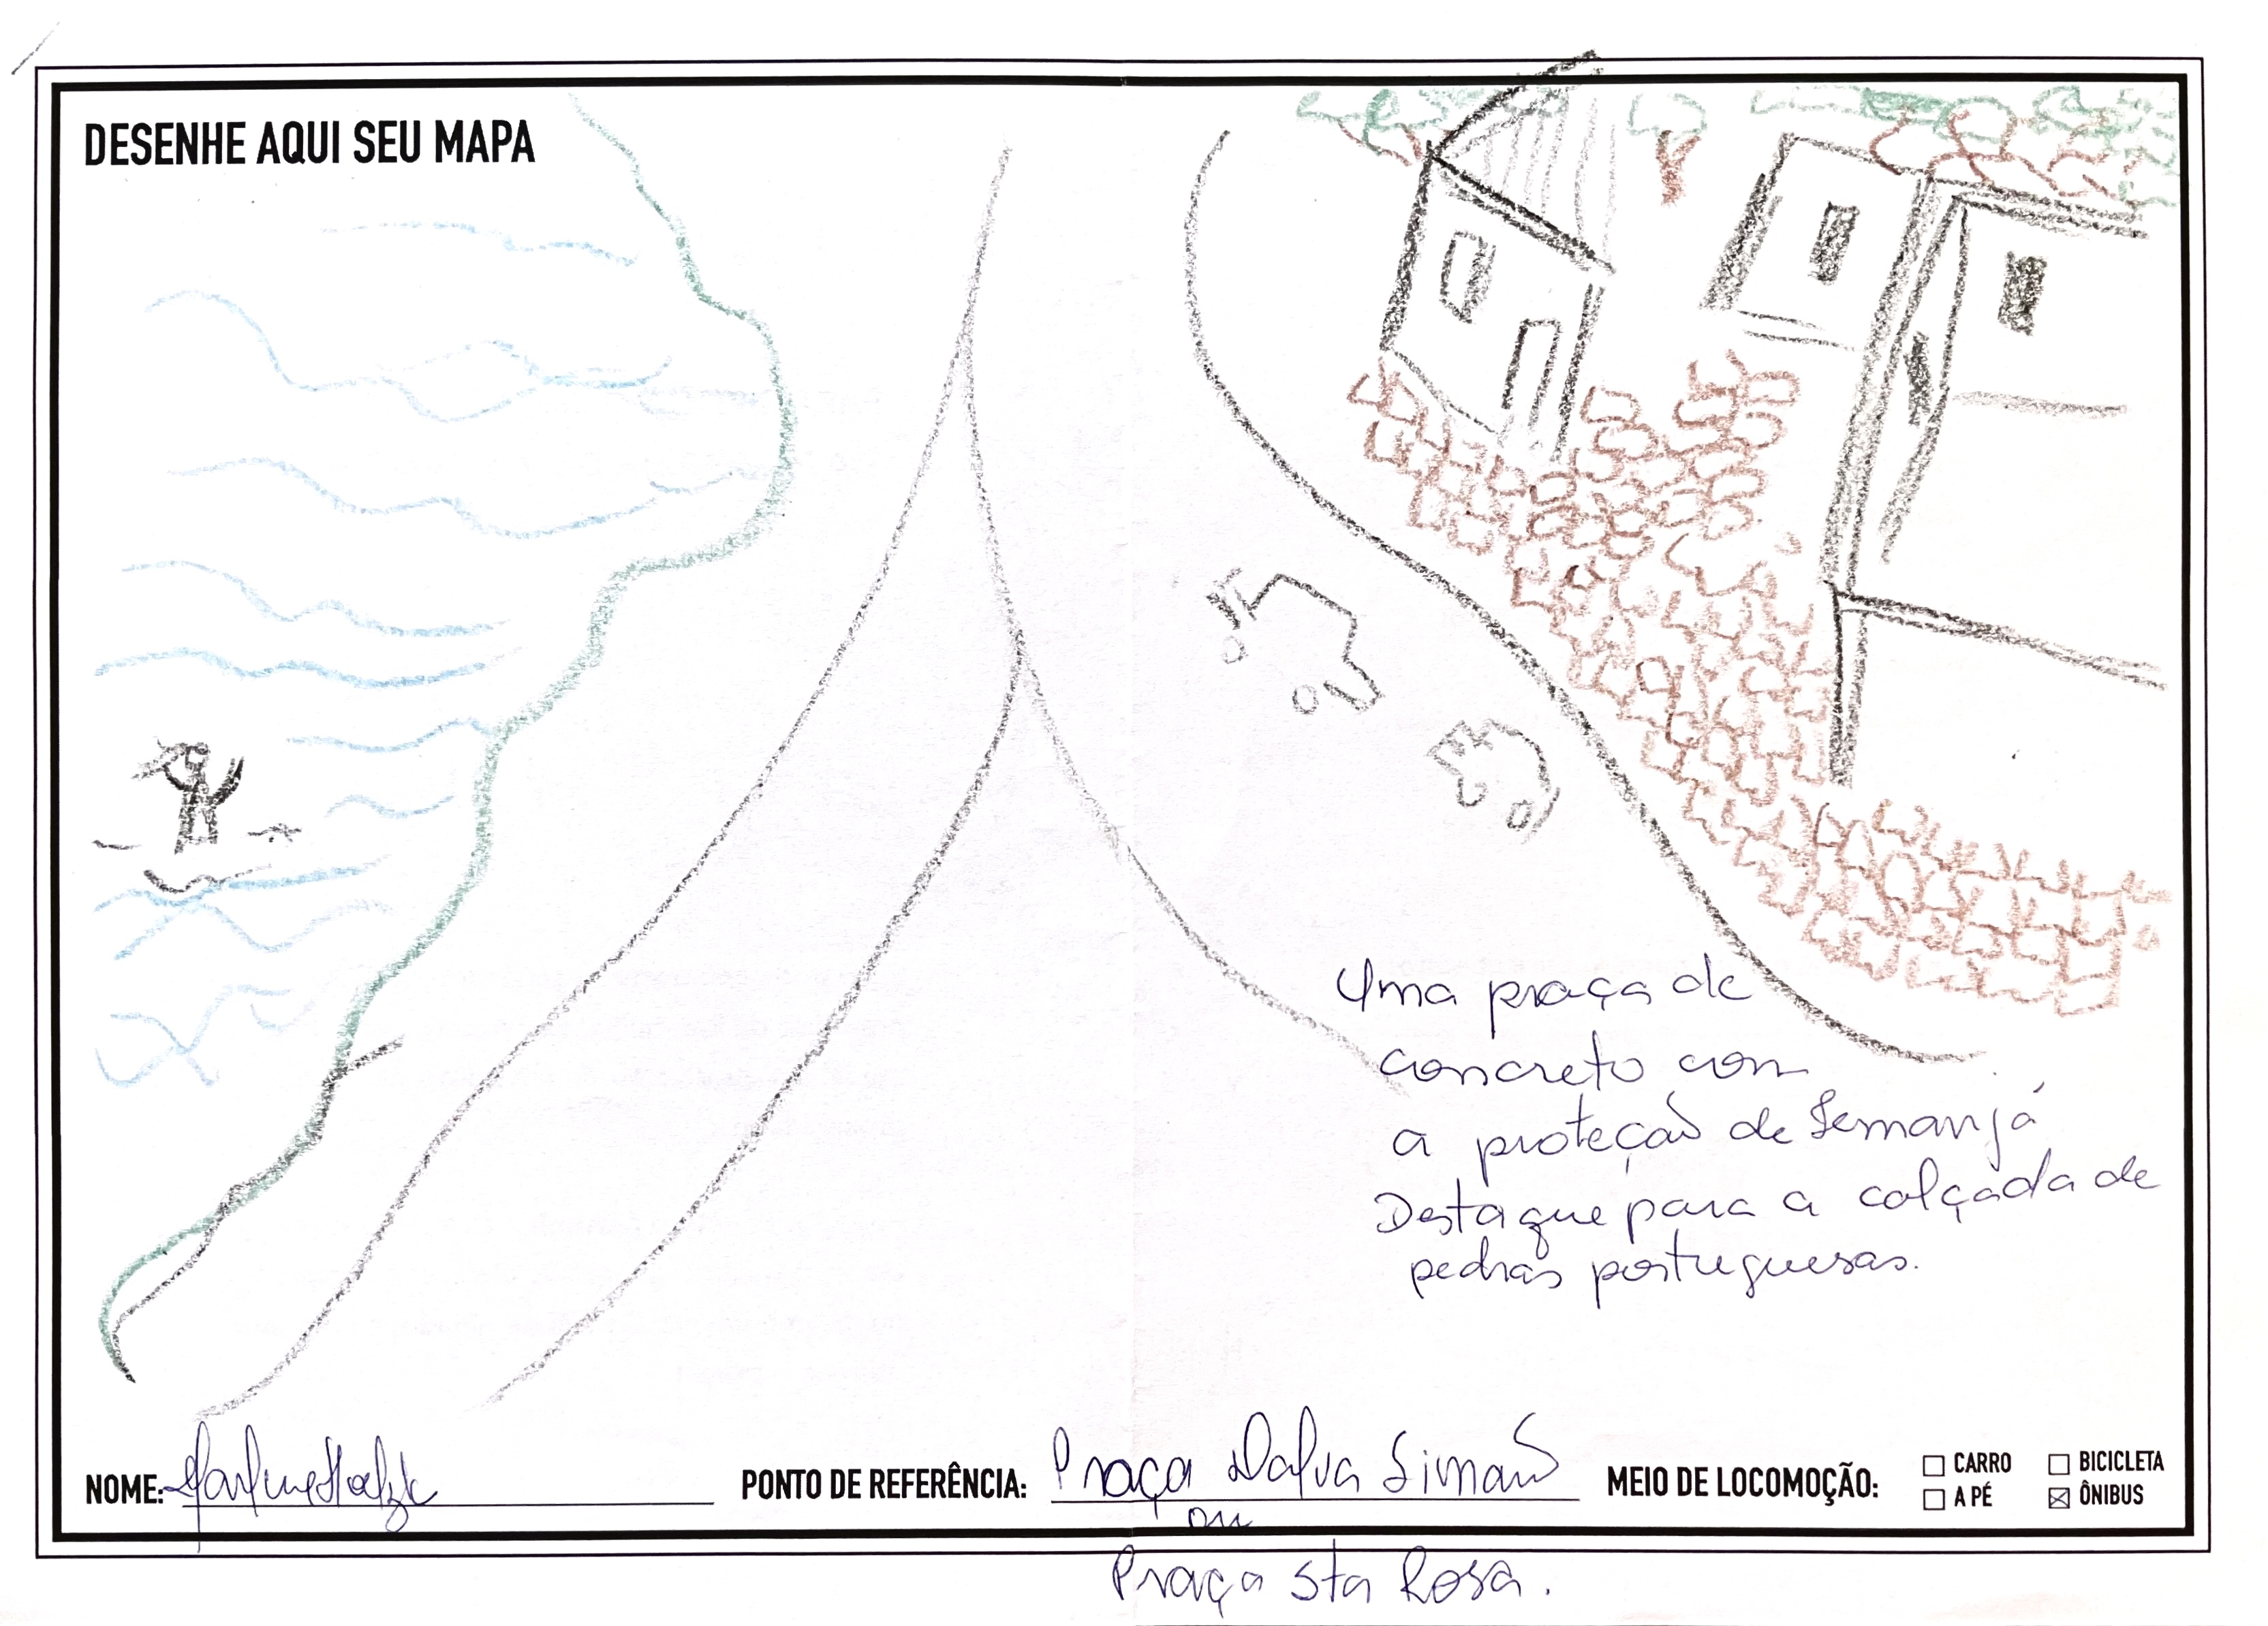 DESENHE AQUI SEU MAPA
Uma praça de
concreto com
a proteção de Iemanjá
Destaque para a calçada de
pedras portuguesas.
NOME:
PONTO DE REFERÊNCIA: Praça Dalva Simão
ou
Praça Sta Rosa.
MEIO DE LOCOMOÇÃO:
CARRO
BICICLETA
A PÉ
ÔNIBUS